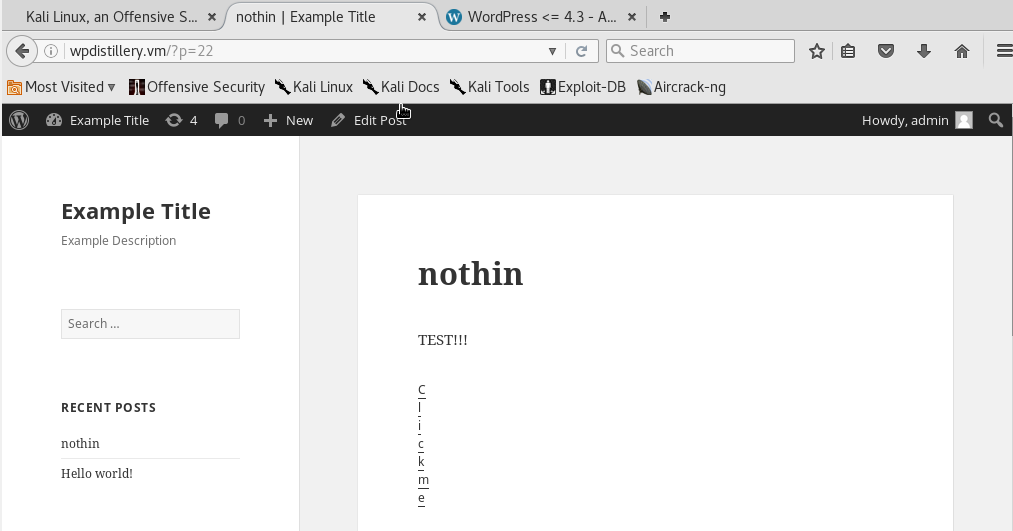 Kali Linux, an Offensive S...
nothin | Example Title
WordPress <= 4.3 - A...
wpdistillery.vm/?p=22
Search
Most Visited
Offensive Security
Kali Linux
Kali Docs
Kali Tools
Exploit-DB
Aircrack-ng
Example Title
4
0
New
Edit Post
Howdy, admin
Example Title
Example Description
Search …
RECENT POSTS
nothin
Hello world!
nothin
TEST!!!
C
l
i
c
k
m
e